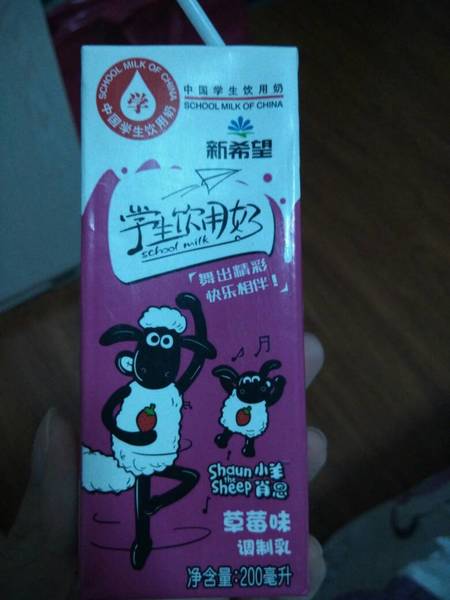 SCHOOL MILK OF CHINA
学
中国学生饮用奶
中国学生饮用奶
SCHOOL MILK OF CHINA
新希望
学生饮用奶
school milk
「舞出精彩
快乐相伴!」
Shaun
the
Sheep
小羊
肖恩
草莓味
调制乳
净含量:200毫升